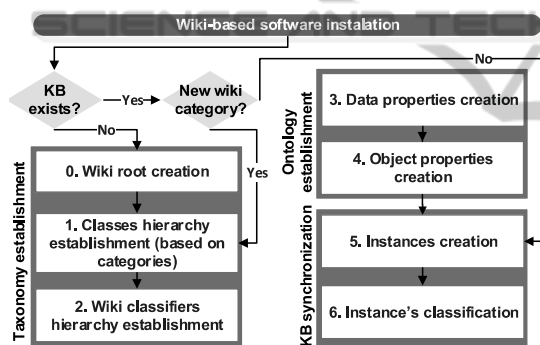 Wiki-based software instalation
KB
exists?
Yes
New wiki
category?
No
No
Yes
Taxonomy establishment
0. Wiki root creation
1. Classes hierarchy
establishment (based on
categories)
2. Wiki classifiers
hierarchy establishment
Ontology
establishment
3. Data properties creation
4. Object properties
creation
KB synchronization
5. Instances creation
6. Instance's classification